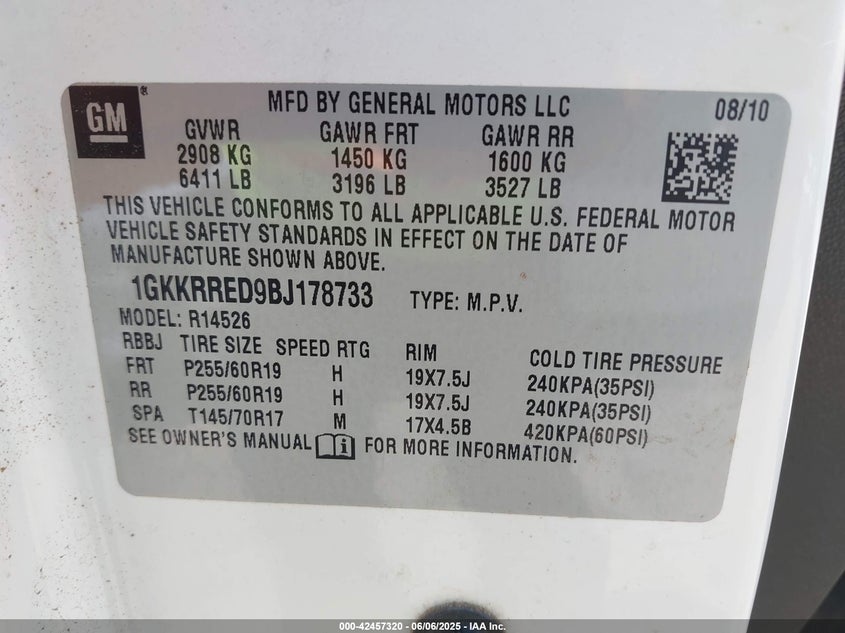 GM® MFD BY GENERAL MOTORS LLC 08/10
GVWR GAWR FRT GAWR RR
2908 KG 1450 KG 1600 KG
6411 LB 3196 LB 3527 LB
THIS VEHICLE CONFORMS TO ALL APPLICABLE U.S. FEDERAL MOTOR
VEHICLE SAFETY STANDARDS IN EFFECT ON THE DATE OF
MANUFACTURE SHOWN ABOVE.
1GKKRRED9BJ178733 TYPE: M.P.V.
MODEL: R14526
RBBJ TIRE SIZE SPEED RTG RIM COLD TIRE PRESSURE
FRT P255/60R19 H 19X7.5J 240KPA(35PSI)
RR P255/60R19 H 19X7.5J 240KPA(35PSI)
SPA T145/70R17 M 17X4.5B 420KPA(60PSI)
SEE OWNER'S MANUAL FOR MORE INFORMATION.
000-42457320 - 06/06/2025 - IAA Inc.